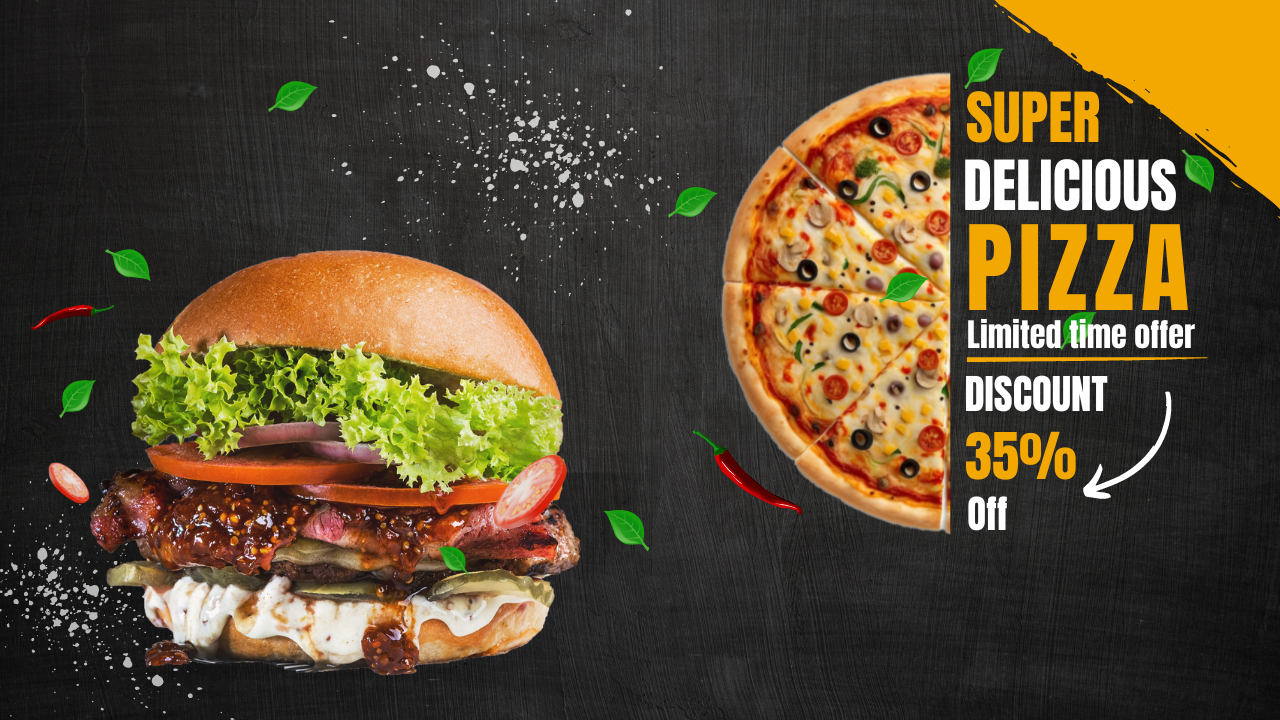 SUPER
DELICIOUS
PIZZA
Limited time offer
DISCOUNT
35%
Off